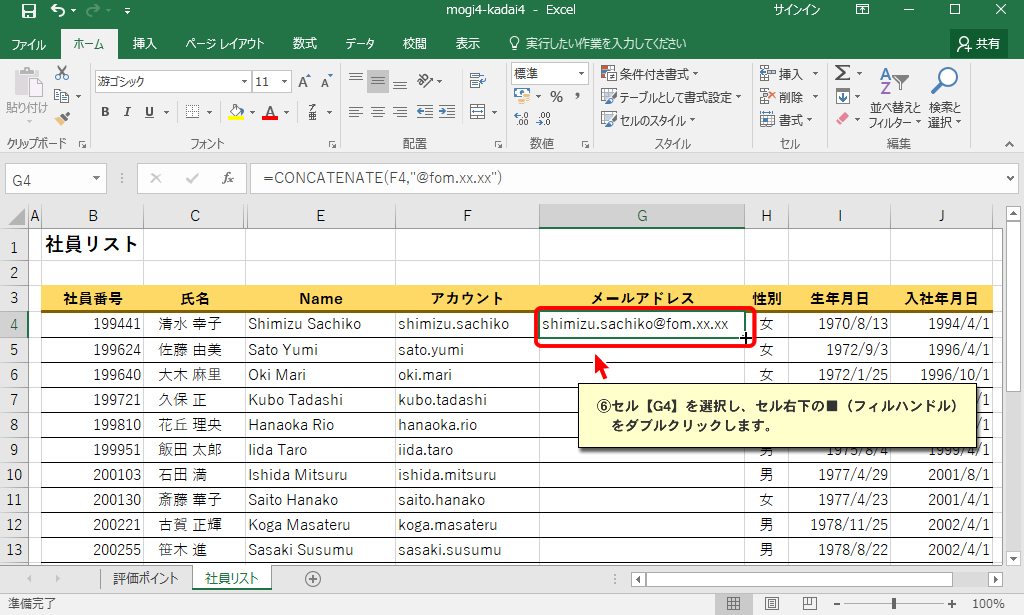 mogi4-kadai4 - Excel サインイン
ファイル ホーム 挿入 ページ レイアウト 数式 データ 校閲 表示 実行したい作業を入力してください 共有
游ゴシック 11 標準 条件付き書式 挿入 Σ
貼り付け テーブルとして書式設定 削除 並べ替えと 検索と
B I U A % , セルのスタイル 書式 フィルター 選択
クリップボード フォント 配置 数値 スタイル セル 編集
G4 fx =CONCATENATE(F4,"@fom.xx.xx")
A B C E F G H I J
1 社員リスト
2
3 社員番号 氏名 Name アカウント メールアドレス 性別 生年月日 入社年月日
4 199441 清水 幸子 Shimizu Sachiko shimizu.sachiko shimizu.sachiko@fom.xx.xx 女 1970/8/13 1994/4/1
5 199624 佐藤 由美 Sato Yumi sato.yumi 女 1972/9/3 1996/4/1
6 199640 大木 麻里 Oki Mari oki.mari 女 1972/1/25 1996/10/1
7 199721 久保 正 Kubo Tadashi kubo.tadashi
8 199810 花丘 理央 Hanaoka Rio hanaoka.rio
⑥セル【G4】を選択し、セル右下の■（フィルハンドル）
をダブルクリックします。
9 199951 飯田 太郎 Iida Taro iida.taro 男 1975/8/4 1999/4/1
10 200103 石田 満 Ishida Mitsuru ishida.mitsuru 男 1977/4/29 2001/8/1
11 200130 斎藤 華子 Saito Hanako saito.hanako 女 1977/4/23 2001/4/1
12 200221 古賀 正輝 Koga Masateru koga.masateru 男 1978/11/25 2002/4/1
13 200255 笹木 進 Sasaki Susumu sasaki.susumu 男 1978/8/22 2002/4/1
評価ポイント 社員リスト
準備完了 100%